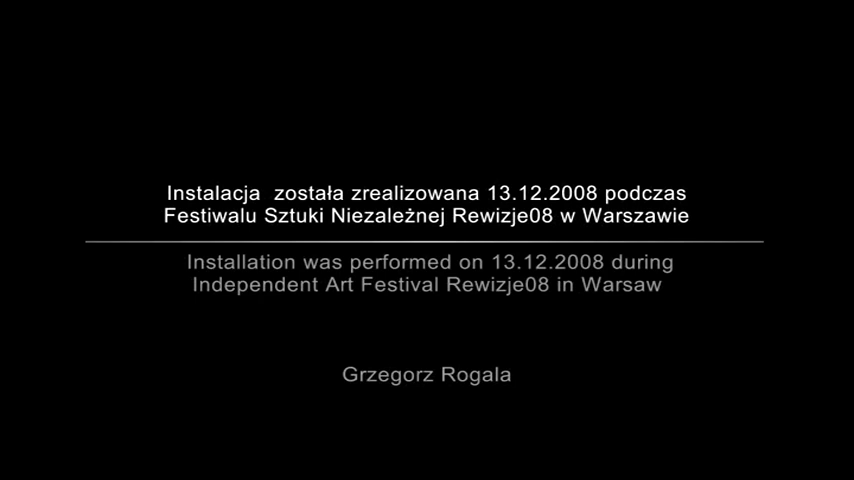 Instalacja  została zrealizowana 13.12.2008 podczas
Festiwalu Sztuki Niezależnej Rewizje08 w Warszawie
Installation was performed on 13.12.2008 during
Independent Art Festival Rewizje08 in Warsaw
Grzegorz Rogala